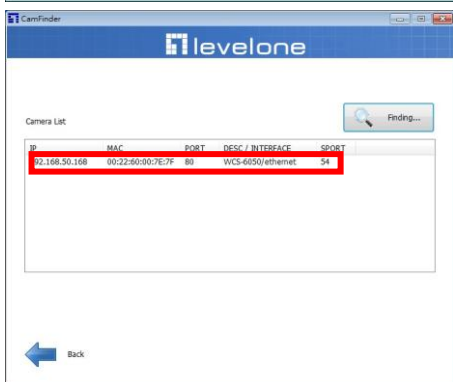 CamFinder
levelone
Finding...
Camera List
IP MAC PORT DESC / INTERFACE SPORT
92.168.50.168 00:22:60:00:7E:7F 80 WCS-6050/ethernet 54
Back